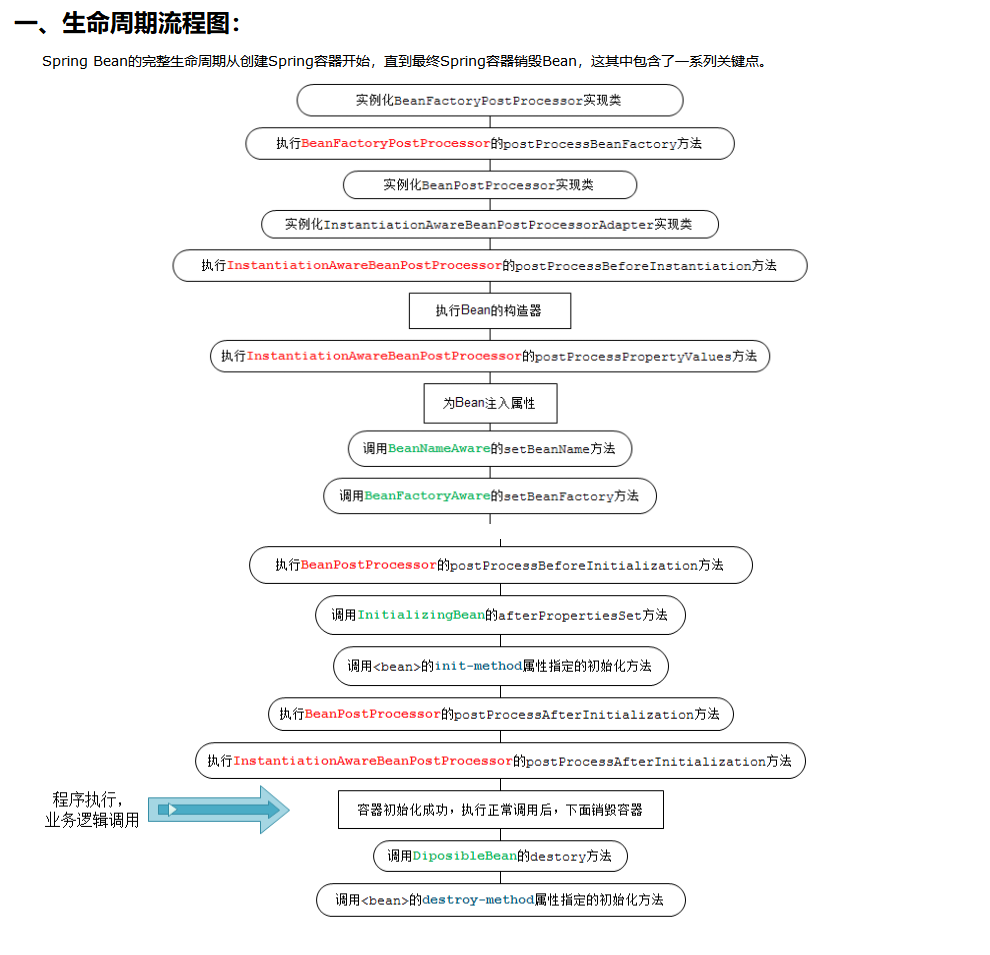 一、生命周期流程图：
Spring Bean的完整生命周期从创建Spring容器开始，直到最终Spring容器销毁Bean，这其中包含了一系列关键点。
实例化BeanFactoryPostProcessor实现类
执行BeanFactoryPostProcessor的postProcessBeanFactory方法
实例化BeanPostProcessor实现类
实例化InstantiationAwareBeanPostProcessorAdapter实现类
执行InstantiationAwareBeanPostProcessor的postProcessBeforeInstantiation方法
执行Bean的构造器
执行InstantiationAwareBeanPostProcessor的postProcessPropertyValues方法
为Bean注入属性
调用BeanNameAware的setBeanName方法
调用BeanFactoryAware的setBeanFactory方法
执行BeanPostProcessor的postProcessBeforeInitialization方法
调用InitializingBean的afterPropertiesSet方法
调用<bean>的init-method属性指定的初始化方法
执行BeanPostProcessor的postProcessAfterInitialization方法
执行InstantiationAwareBeanPostProcessor的postProcessAfterInitialization方法
程序执行，
业务逻辑调用
容器初始化成功，执行正常调用后，下面销毁容器
调用DiposibleBean的destory方法
调用<bean>的destroy-method属性指定的初始化方法